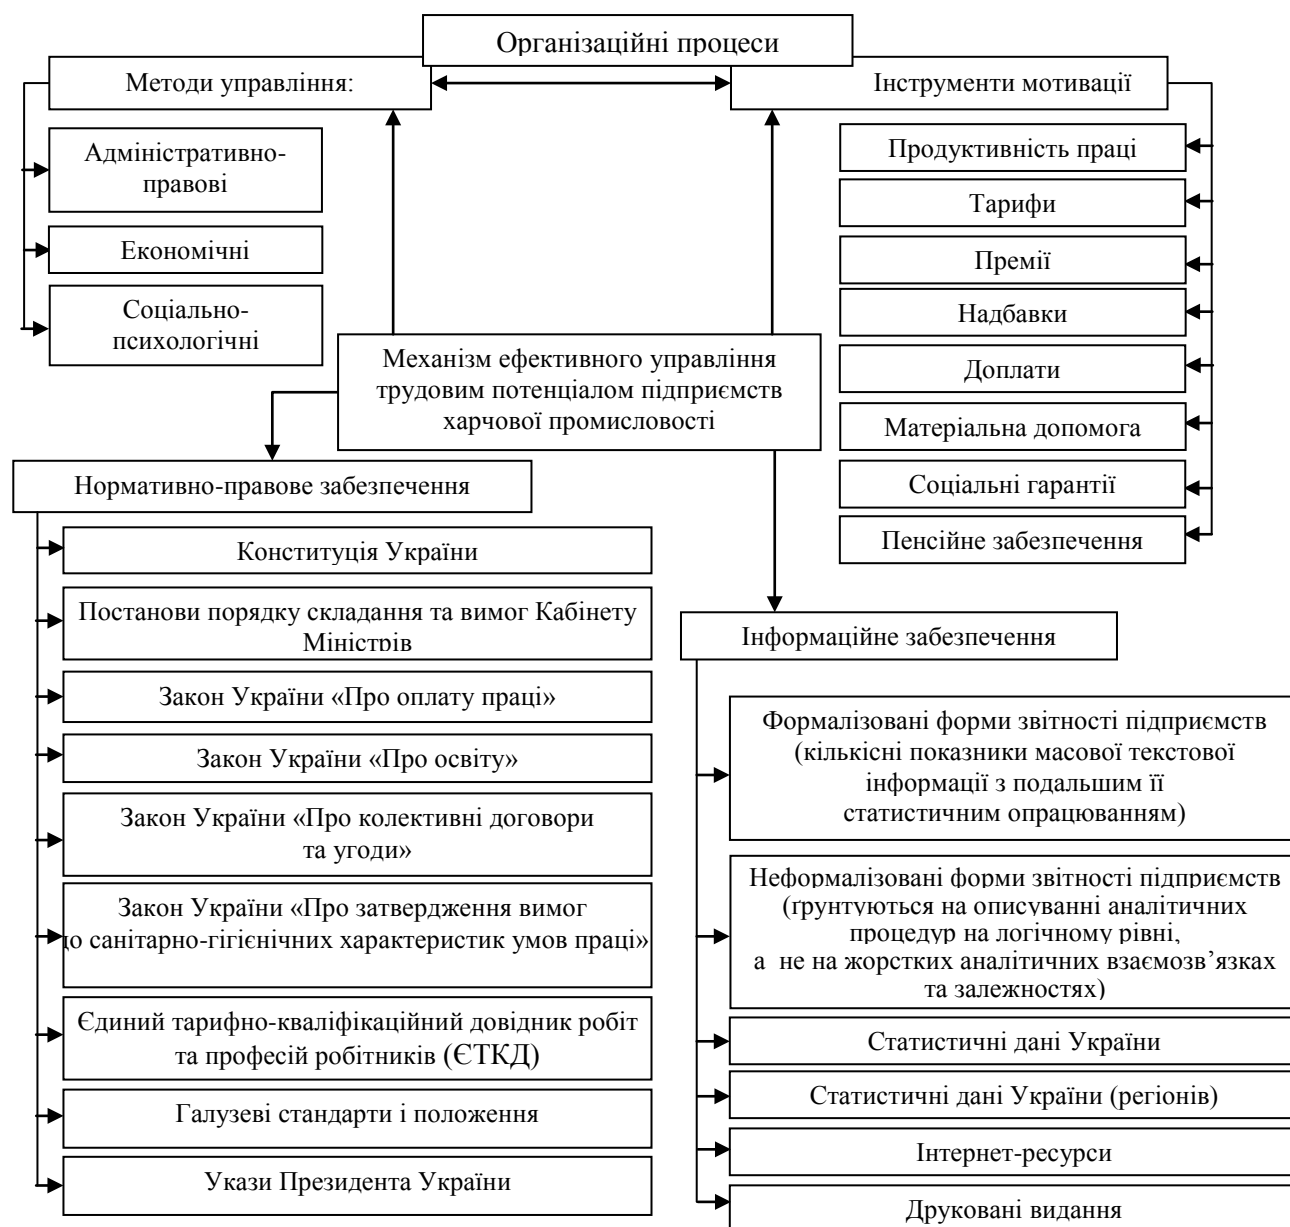 Організаційні процеси
Методи управління:
Інструменти мотивації
Адміністративно-
правові
Економічні
Соціально-
психологічні
Продуктивність праці
Тарифи
Премії
Надбавки
Доплати
Матеріальна допомога
Соціальні гарантії
Пенсійне забезпечення
Механізм ефективного управління
трудовим потенціалом підприємств
харчової промисловості
Нормативно-правове забезпечення
Конституція України
Постанови порядку складання та вимог Кабінету
Міністрів
Закон України «Про оплату праці»
Закон України «Про освіту»
Закон України «Про колективні договори
та угоди»
Закон України «Про затвердження вимог
до санітарно-гігієнічних характеристик умов праці»
Єдиний тарифно-кваліфікаційний довідник робіт
та професій робітників (ЄТКД)
Галузеві стандарти і положення
Укази Президента України
Інформаційне забезпечення
Формалізовані форми звітності підприємств
(кількісні показники масової текстової
інформації з подальшим її
статистичним опрацюванням)
Неформалізовані форми звітності підприємств
(ґрунтуються на описуванні аналітичних
процедур на логічному рівні,
а не на жорстких аналітичних взаємозв’язках
та залежностях)
Статистичні дані України
Статистичні дані України (регіонів)
Інтернет-ресурси
Друковані видання